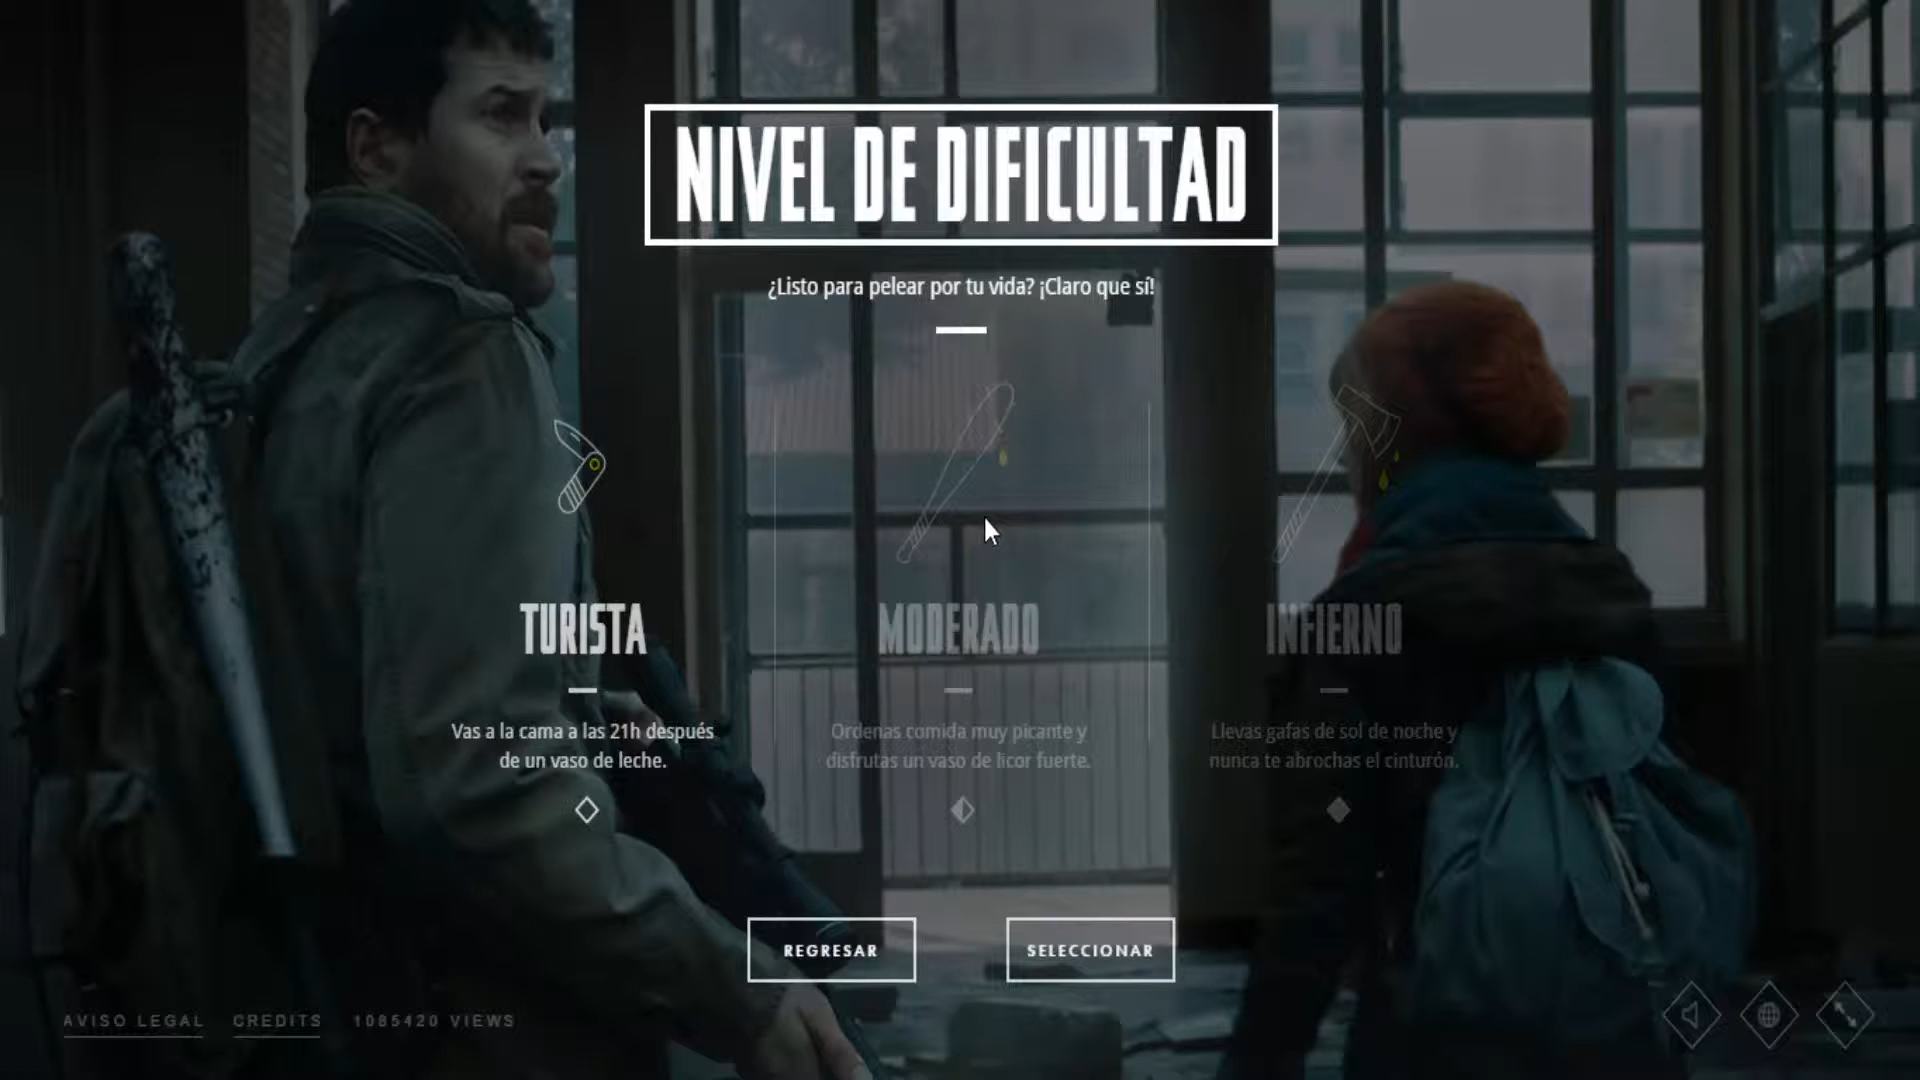 NIVEL DE DIFICULTAD
¿Listo para pelear por tu vida? ¡Claro que sí!
TURISTA
Vas a la cama a las 21h después
de un vaso de leche.
MODERADO
Ordenas comida muy picante y
disfrutas un vaso de licor fuerte.
INFIERNO
Llevas gafas de sol de noche y
nunca te abrochas el cinturón.
REGRESAR
SELECCIONAR
AVISO LEGAL
CREDITS
1085420 VIEWS